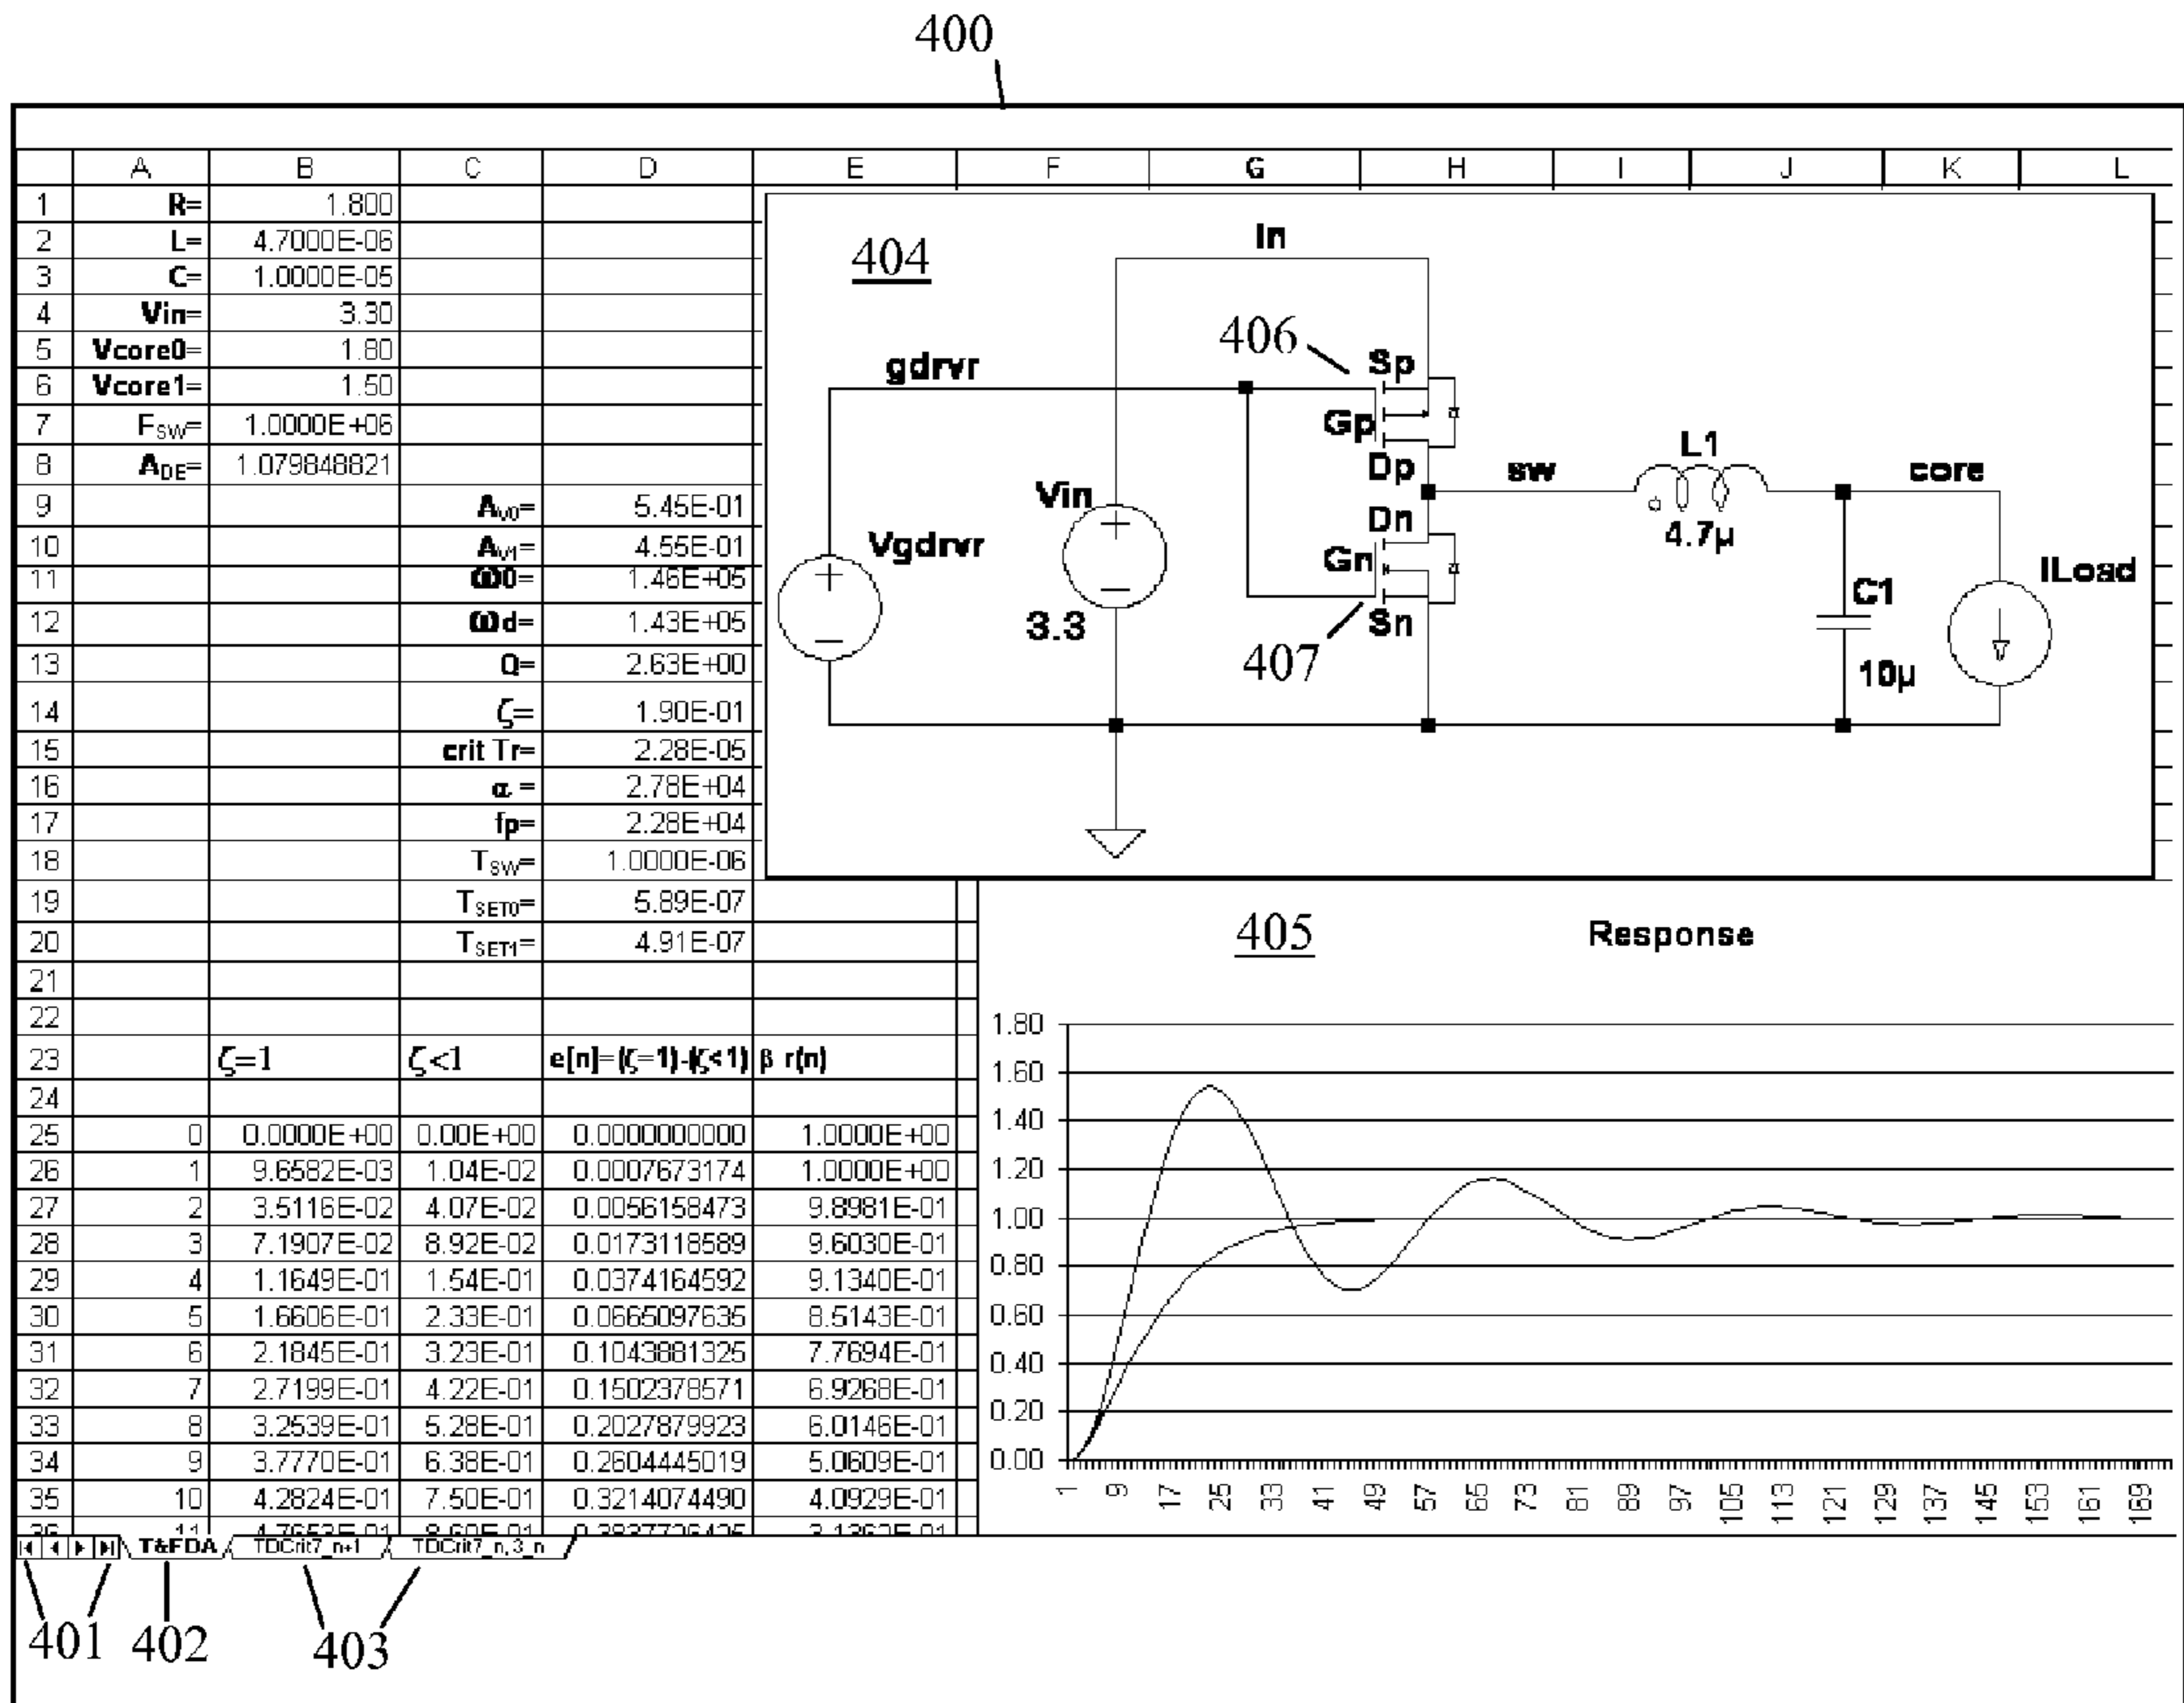 400
A B C D E F G H I J K L
1 R= 1.800
2 L= 4.7000E-06
3 C= 1.0000E-05
4 Vin= 3.30
5 Vcore0= 1.80
6 Vcore1= 1.50
7 FSW= 1.0000E+06
8 ADE= 1.079848821
9 AV0= 5.45E-01
10 AV1= 4.55E-01
11 ω0= 1.46E+05
12 ωd= 1.43E+05
13 Q= 2.63E+00
14 ζ= 1.90E-01
15 crit Tr= 2.28E-05
16 α = 2.78E+04
17 fp= 2.28E+04
18 TSW= 1.0000E-06
19 TSET0= 5.89E-07
20 TSET1= 4.91E-07
21
22
23 ζ=1 ζ<1 e[n]=(ζ=1)-(ζ<1) β r(n)
24
25 0 0.0000E+00 0.00E+00 0.0000000000 1.0000E+00
26 1 9.6582E-03 1.04E-02 0.0007673174 1.0000E+00
27 2 3.5116E-02 4.07E-02 0.0056158473 9.8981E-01
28 3 7.1907E-02 8.92E-02 0.0173118589 9.6030E-01
29 4 1.1649E-01 1.54E-01 0.0374164592 9.1340E-01
30 5 1.6606E-01 2.33E-01 0.0665097635 8.5143E-01
31 6 2.1845E-01 3.23E-01 0.1043881325 7.7694E-01
32 7 2.7199E-01 4.22E-01 0.1502378571 6.9268E-01
33 8 3.2539E-01 5.28E-01 0.2027879923 6.0146E-01
34 9 3.7770E-01 6.38E-01 0.2604445019 5.0609E-01
35 10 4.2824E-01 7.50E-01 0.3214074490 4.0929E-01
404
In
406
Sp
gdrvr
Gp
Dp
sw
L1
4.7µ
core
Vin
3.3
Vgdrvr
Dn
Gn
Sn
407
C1
10µ
ILoad
405
Response
1.80
1.60
1.40
1.20
1.00
0.80
0.60
0.40
0.20
0.00
1 9 17 25 33 41 49 57 65 73 81 89 97 105 113 121 129 137 145 153 161 169
T&FDA TDCrit7_n+1 TDCrit7_n,3_n
401 402 403